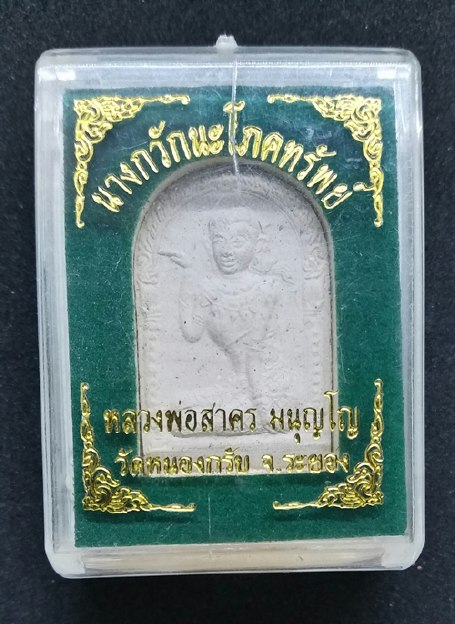 นางกวักนะโภคทรัพย์
หลวงพ่อสาคร มนุญโญ
วัดหนองกรับ จ.ระยอง